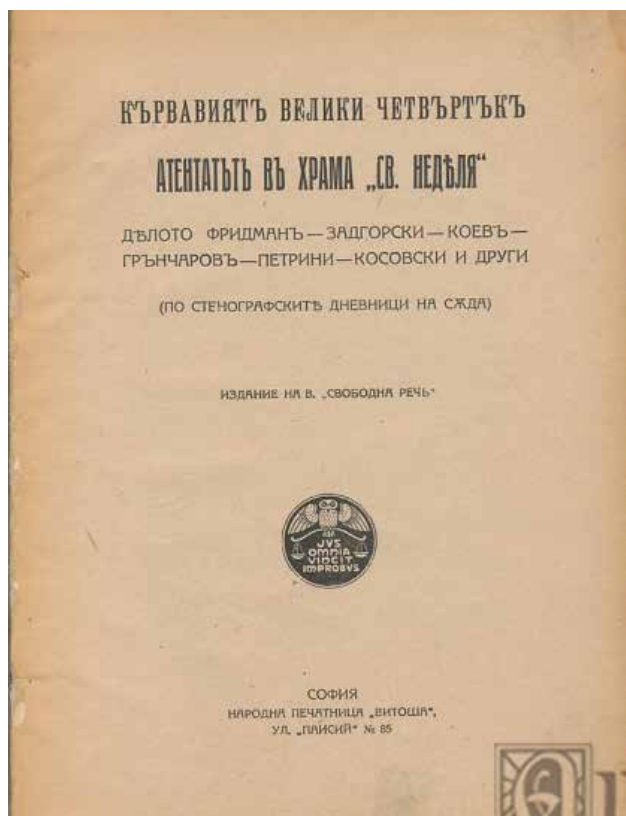 КЪРВАВИЯТЪ ВЕЛИКИ ЧЕТВЪРТЪКЪ
АТЕНТАТЪТЪ ВЪ ХРАМА „СВ. НЕДѢЛЯ“
ДѢЛОТО ФРИДМАНЪ—ЗАДГОРСКИ—КОЕВЪ—
ГРЪНЧАРОВЪ—ПЕТРИНИ—КОСОВСКИ И ДРУГИ
(ПО СТЕНОГРАФСКИТѢ ДНЕВНИЦИ НА СѪДА)
ИЗДАНИЕ НА В. „СВОБОДНА РЕЧЬ“
JVS
OMNIA
VINCIT
IMPROBVS
СОФИЯ
НАРОДНА ПЕЧАТНИЦА „ВИТОША“,
УЛ. „ПАИСИЙ“ № 85